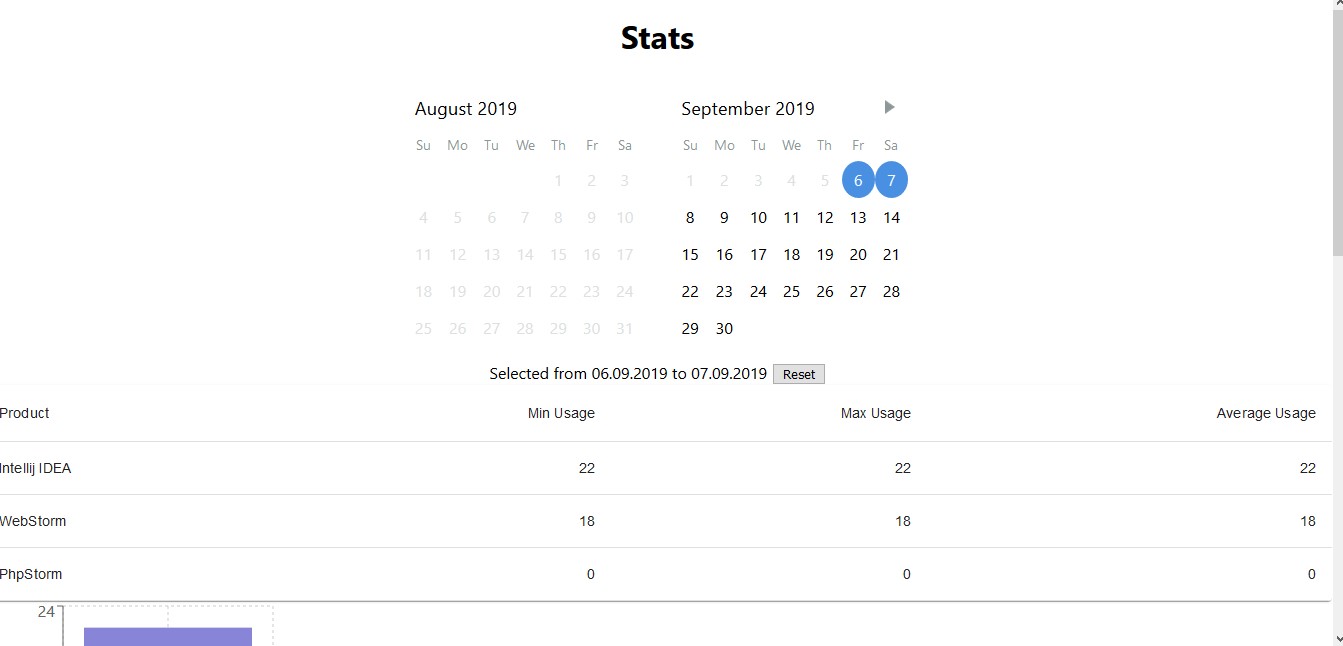 Stats
August 2019 September 2019
Su Mo Tu We Th Fr Sa Su Mo Tu We Th Fr Sa
1 2 3 1 2 3 4 5 6 7
4 5 6 7 8 9 10 8 9 10 11 12 13 14
11 12 13 14 15 16 17 15 16 17 18 19 20 21
18 19 20 21 22 23 24 22 23 24 25 26 27 28
25 26 27 28 29 30 31 29 30
Selected from 06.09.2019 to 07.09.2019 Reset
Product Min Usage Max Usage Average Usage
Intellij IDEA 22 22 22
WebStorm 18 18 18
PhpStorm 0 0 0
24